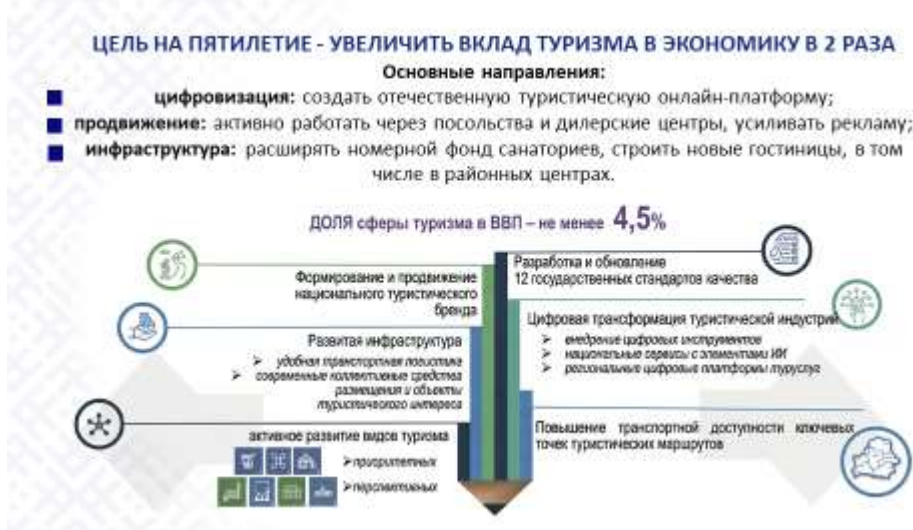 ЦЕЛЬ НА ПЯТИЛЕТИЕ - УВЕЛИЧИТЬ ВКЛАД ТУРИЗМА В ЭКОНОМИКУ В 2 РАЗА
Основные направления:
цифровизация: создать отечественную туристическую онлайн-платформу;
продвижение: активно работать через посольства и дилерские центры, усиливать рекламу;
инфраструктура: расширять номерной фонд санаториев, строить новые гостиницы, в том
числе в районных центрах.
ДОЛЯ сферы туризма в ВВП – не менее 4,5%
Формирование и продвижение
национального туристического
бренда
Развитая инфраструктура
➢ удобная транспортная логистика
➢ современные коллективные средства
размещения и объекты
туристического интереса
активное развитие видов туризма
➢приоритетных
➢перспективных
Разработка и обновление
12 государственных стандартов качества
Цифровая трансформация туристической индустрии
➢ внедрение цифровых инструментов
➢ национальные сервисы с элементами ИИ
➢ региональные цифровые платформы туруслуг
Повышение транспортной доступности ключевых
точек туристических маршрутов